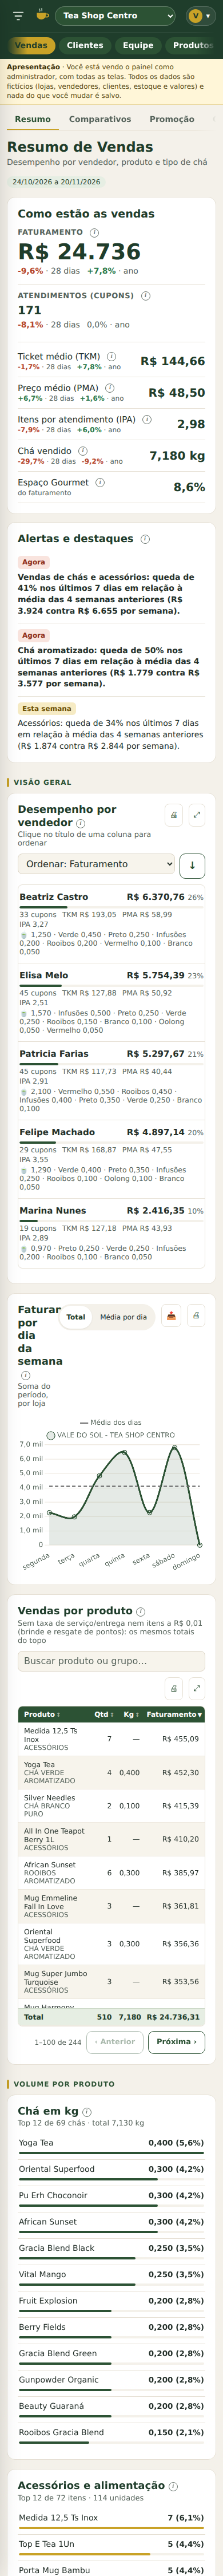 Tea Shop Centro
V
Vendas Clientes Equipe Produtos
Apresentação · Você está vendo o painel como
administrador, com todas as telas. Todos os dados são
fictícios (lojas, vendedores, clientes, estoque e valores) e
nada do que você mudar é salvo.
Resumo Comparativos Promoção
Resumo de Vendas
Desempenho por vendedor, produto e tipo de chá
24/10/2026 a 20/11/2026
Como estão as vendas
FATURAMENTO
R$ 24.736
-9,6% · 28 dias +7,8% · ano
ATENDIMENTOS (CUPONS)
171
-8,1% · 28 dias 0,0% · ano
Ticket médio (TKM)
-1,7% · 28 dias +7,8% · ano
R$ 144,66
Preço médio (PMA)
+6,7% · 28 dias +1,6% · ano
R$ 48,50
Itens por atendimento (IPA)
-7,9% · 28 dias +6,0% · ano
2,98
Chá vendido
-29,7% · 28 dias -9,2% · ano
7,180 kg
Espaço Gourmet
do faturamento
8,6%
Alertas e destaques
Agora
Vendas de chás e acessórios: queda de
41% nos últimos 7 dias em relação à
média das 4 semanas anteriores (R$
3.924 contra R$ 6.655 por semana).
Agora
Chá aromatizado: queda de 50% nos
últimos 7 dias em relação à média das 4
semanas anteriores (R$ 1.779 contra R$
3.577 por semana).
Esta semana
Acessórios: queda de 34% nos últimos 7 dias
em relação à média das 4 semanas anteriores
(R$ 1.874 contra R$ 2.844 por semana).
VISÃO GERAL
Desempenho por
vendedor
Clique no título de uma coluna para
ordenar
Ordenar: Faturamento
Beatriz Castro R$ 6.370,76 26%
33 cupons TKM R$ 193,05 PMA R$ 58,99
IPA 3,27
1,250 · Verde 0,450 · Preto 0,250 · Infusões
0,200 · Rooibos 0,200 · Vermelho 0,100 · Branco
0,050
Elisa Melo R$ 5.754,39 23%
45 cupons TKM R$ 127,88 PMA R$ 50,92
IPA 2,51
1,570 · Infusões 0,500 · Preto 0,250 · Verde
0,250 · Rooibos 0,150 · Branco 0,100 · Oolong
0,050 · Vermelho 0,050
Patricia Farias R$ 5.297,67 21%
45 cupons TKM R$ 117,73 PMA R$ 40,44
IPA 2,91
2,100 · Vermelho 0,550 · Rooibos 0,450 ·
Infusões 0,400 · Preto 0,350 · Verde 0,250 · Branco
0,100
Felipe Machado R$ 4.897,14 20%
29 cupons TKM R$ 168,87 PMA R$ 47,55
IPA 3,55
1,290 · Verde 0,400 · Preto 0,350 · Infusões
0,250 · Rooibos 0,100 · Oolong 0,100 · Branco
0,050
Marina Nunes R$ 2.416,35 10%
19 cupons TKM R$ 127,18 PMA R$ 43,93
IPA 2,89
0,970 · Preto 0,250 · Verde 0,250 · Infusões
0,200 · Rooibos 0,100 · Branco 0,050
Faturam
por
dia
da
semana
Total Média por dia
Soma do
período,
por loja
Média dos dias
VALE DO SOL - TEA SHOP CENTRO
7,0 mil
6,0 mil
5,0 mil
4,0 mil
3,0 mil
2,0 mil
1,0 mil
0
segunda terça quarta quinta sexta sábado domingo
Vendas por produto
Sem taxa de serviço/entrega nem itens a R$ 0,01
(brinde e resgate de pontos): os mesmos totais
do topo
Buscar produto ou grupo...
Produto Qtd Kg Faturamento
Medida 12,5 Ts
Inox
ACESSÓRIOS
7 — R$ 455,09
Yoga Tea
CHÁ VERDE
AROMATIZADO
4 0,400 R$ 452,30
Silver Needles
CHÁ BRANCO
PURO
2 0,100 R$ 415,39
All In One Teapot
Berry 1L
ACESSÓRIOS
1 — R$ 410,20
African Sunset
ROOIBOS
AROMATIZADO
6 0,300 R$ 385,97
Mug Emmeline
Fall In Love
ACESSÓRIOS
3 — R$ 361,81
Oriental
Superfood
CHÁ VERDE
AROMATIZADO
3 0,300 R$ 356,36
Mug Super Jumbo
Turquoise
ACESSÓRIOS
3 — R$ 353,56
Mug Harmony
Total 510 7,180 R$ 24.736,31
1–100 de 244 ‹ Anterior Próxima ›
VOLUME POR PRODUTO
Chá em kg
Top 12 de 69 chás · total 7,130 kg
Yoga Tea 0,400 (5,6%)
Oriental Superfood 0,300 (4,2%)
Pu Erh Choconoir 0,300 (4,2%)
African Sunset 0,300 (4,2%)
Gracia Blend Black 0,250 (3,5%)
Vital Mango 0,250 (3,5%)
Fruit Explosion 0,200 (2,8%)
Berry Fields 0,200 (2,8%)
Gracia Blend Green 0,200 (2,8%)
Gunpowder Organic 0,200 (2,8%)
Beauty Guaraná 0,200 (2,8%)
Rooibos Gracia Blend 0,150 (2,1%)
Acessórios e alimentação
Top 12 de 72 itens · 114 unidades
Medida 12,5 Ts Inox 7 (6,1%)
Top E Tea 1Un 5 (4,4%)
Porta Mug Bambu 5 (4,4%)